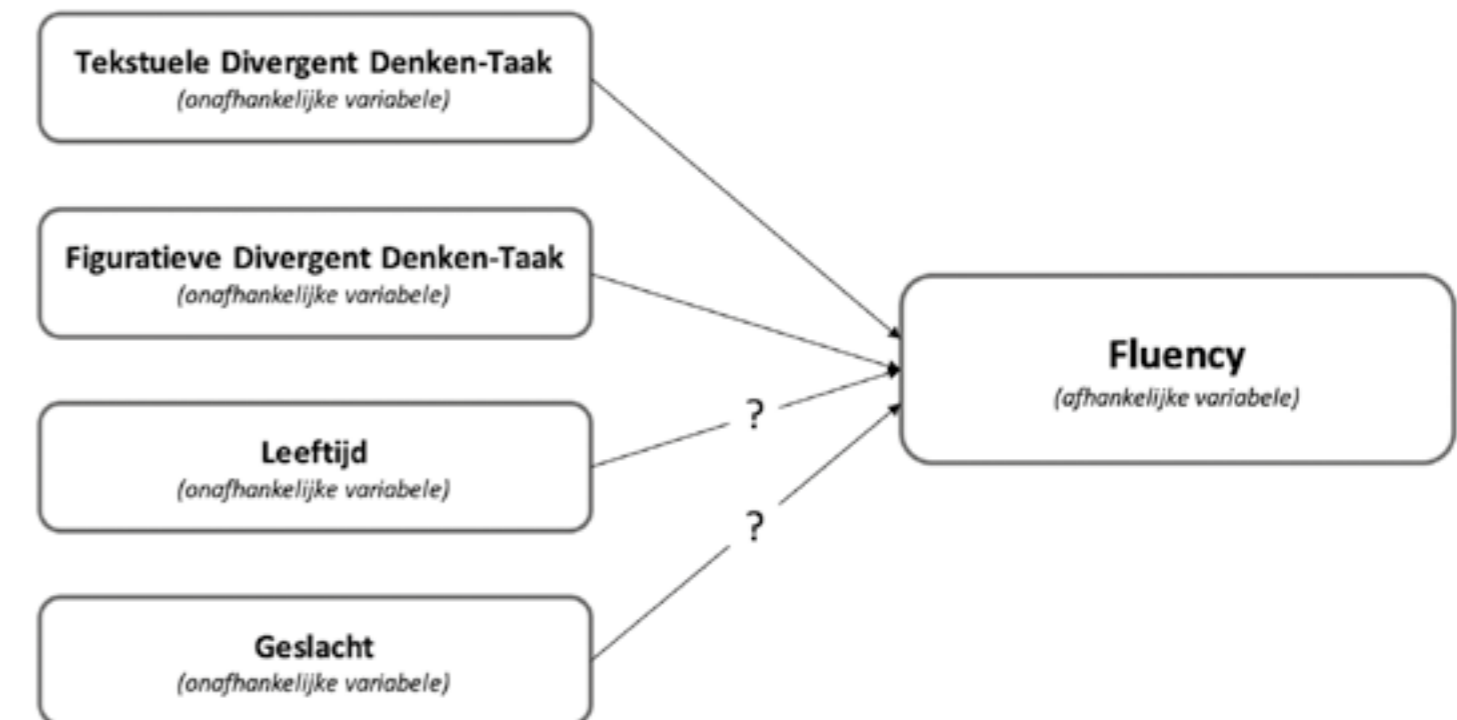 Tekstuele Divergent Denken-Taak
(onafhankelijke variabele)
Figuratieve Divergent Denken-Taak
(onafhankelijke variabele)
Leeftijd
(onafhankelijke variabele)
Geslacht
(onafhankelijke variabele)
?
?
Fluency
(afhankelijke variabele)